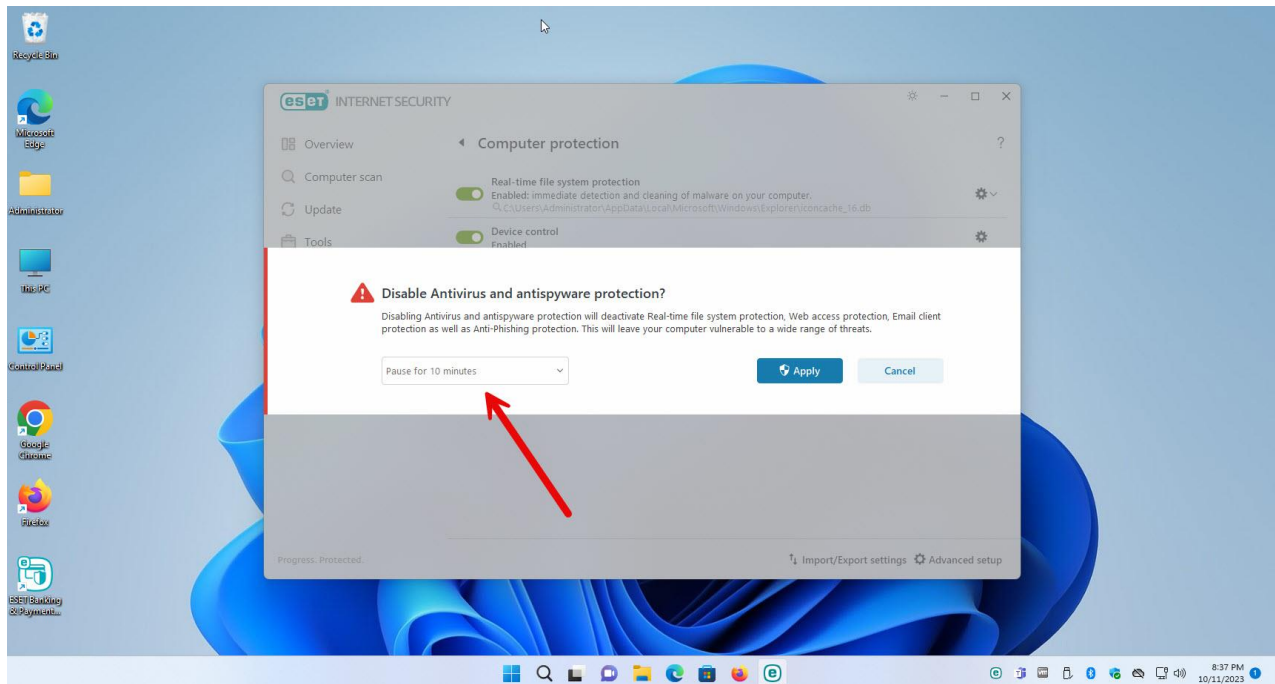 Recycle Bin
Microsoft
Edge
Administrator
This PC
Control Panel
Google
Chrome
Firefox
ESET Banking
& Payment...
eset INTERNET SECURITY
Overview
Computer scan
Update
Tools
Computer protection
?
Real-time file system protection
Enabled: immediate detection and cleaning of malware on your computer.
C:\Users\Administrator\AppData\Local\Microsoft\Windows\Explorer\iconcache_16.db
Device control
Enabled
Disable Antivirus and antispyware protection?
Disabling Antivirus and antispyware protection will deactivate Real-time file system protection, Web access protection, Email client
protection as well as Anti-Phishing protection. This will leave your computer vulnerable to a wide range of threats.
Pause for 10 minutes
Apply
Cancel
Progress. Protected.
Import/Export settings
Advanced setup
8:37 PM
10/11/2023
1